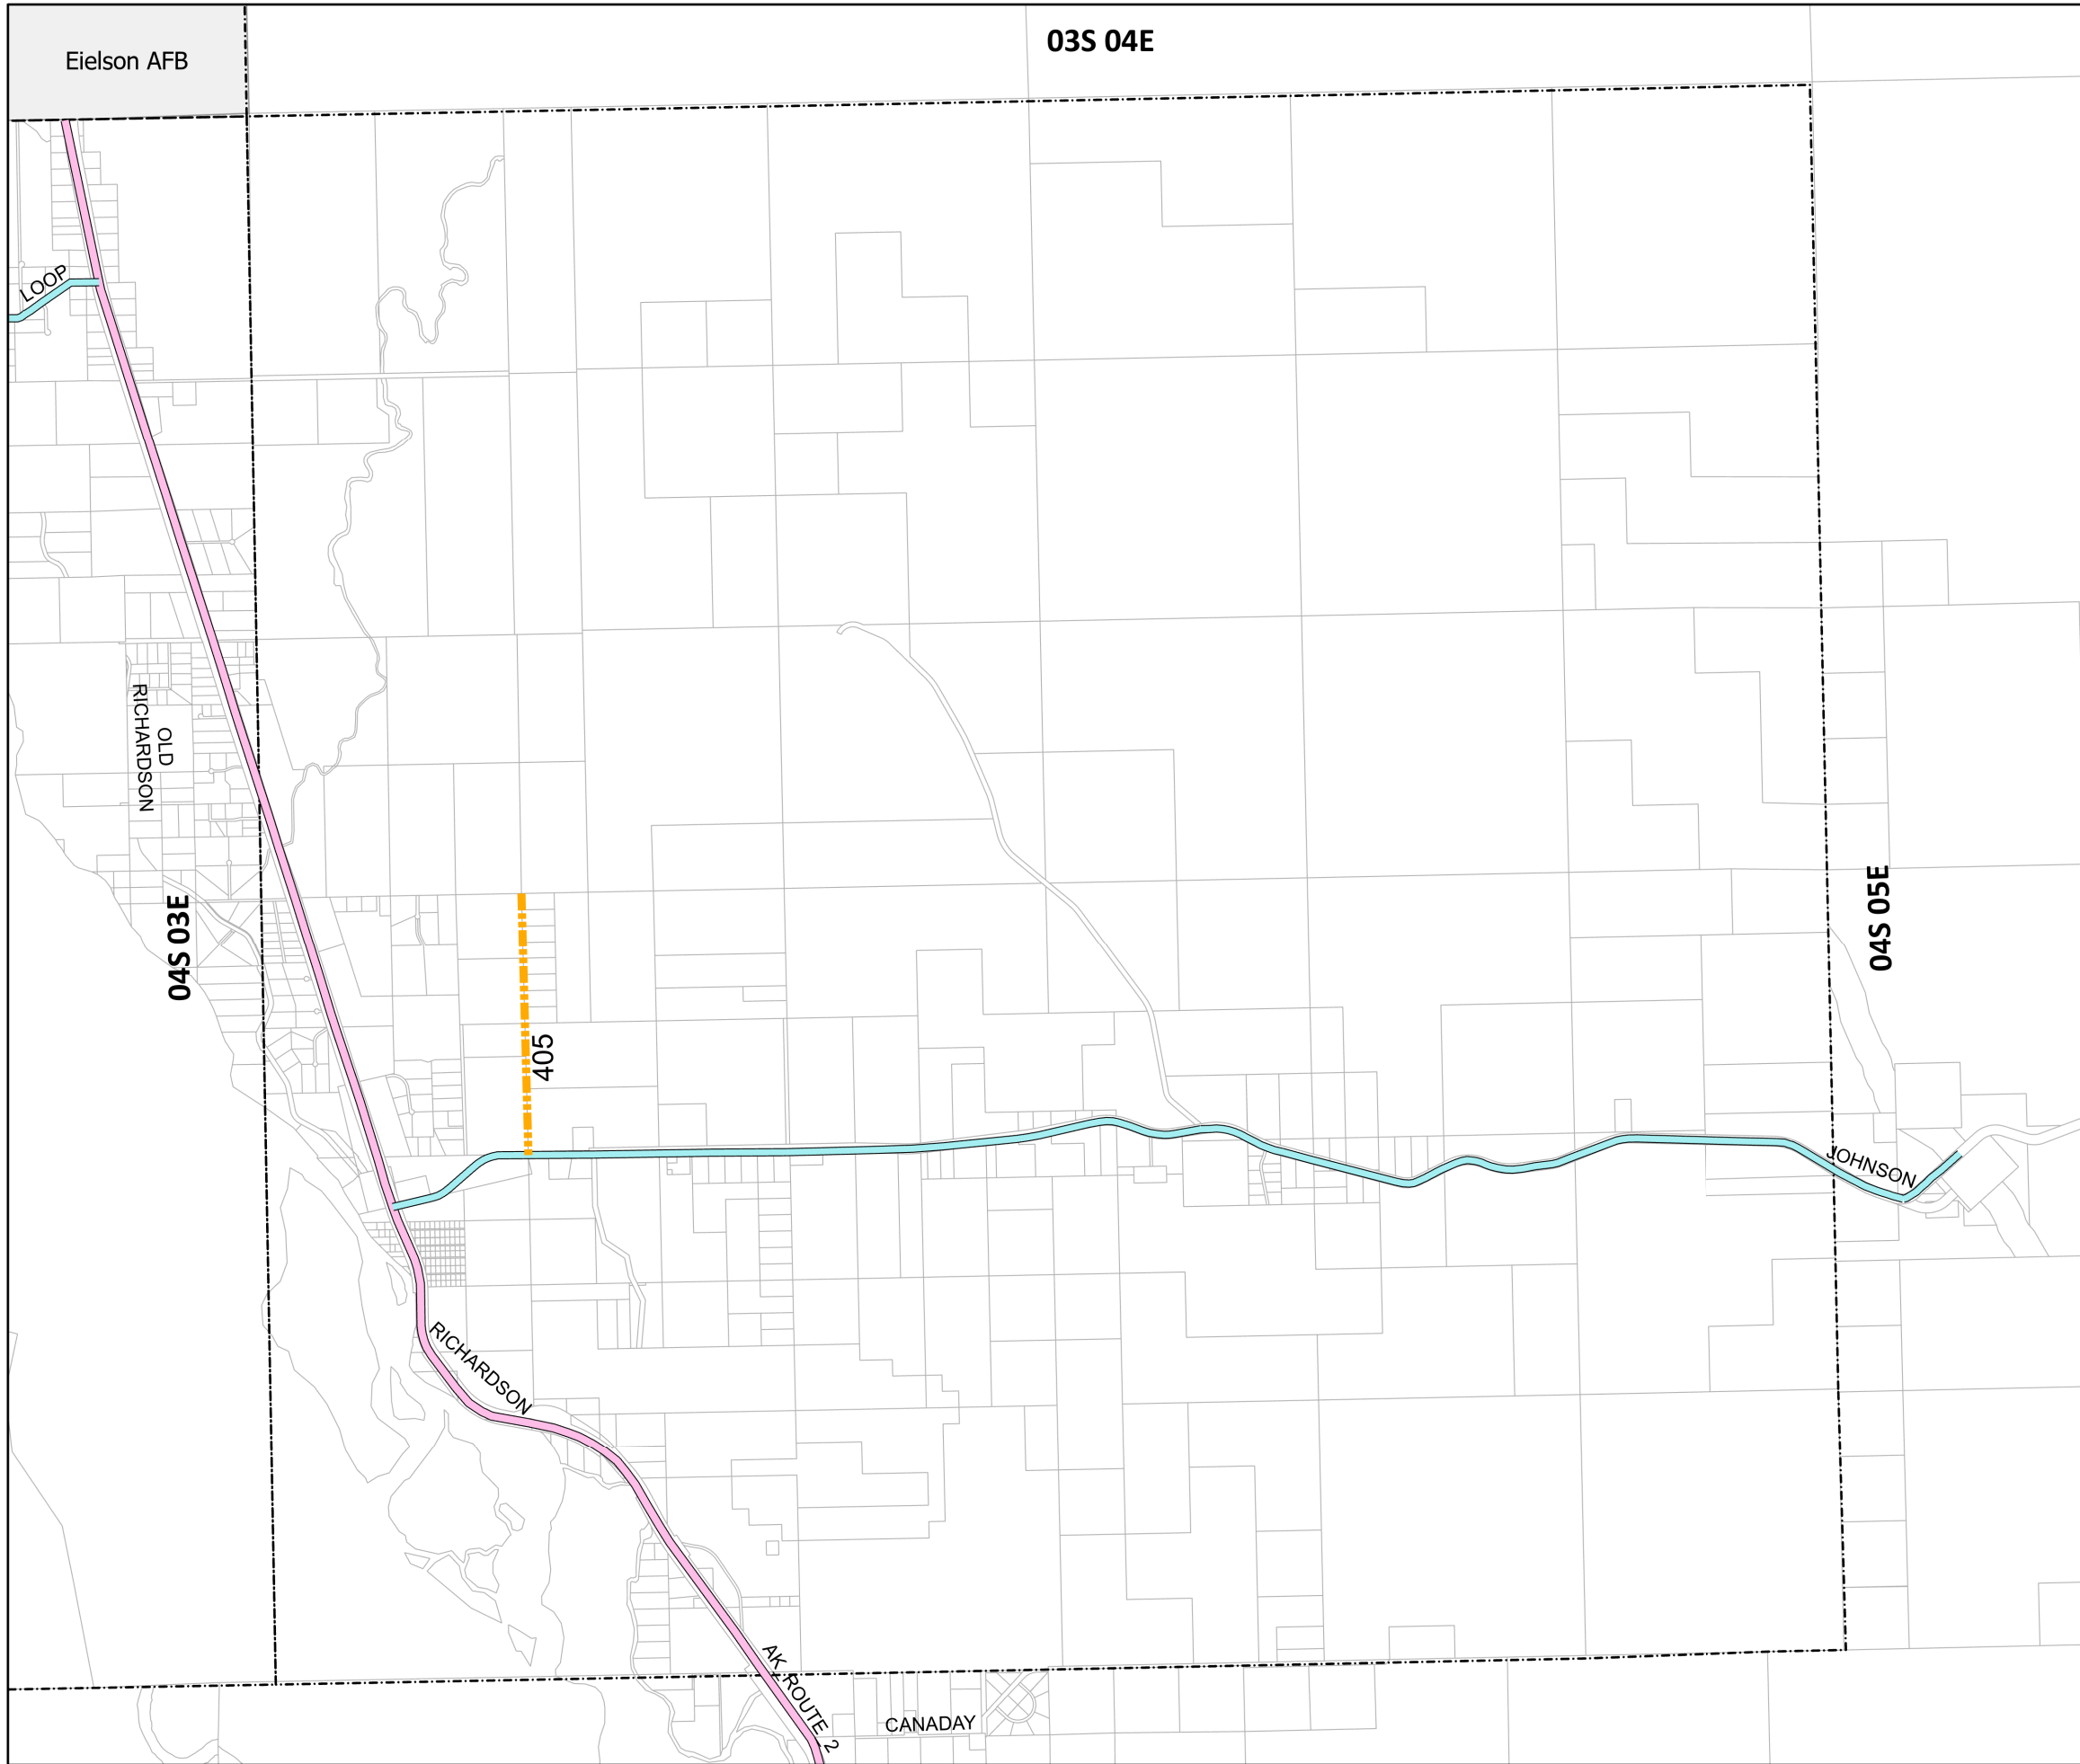 03S 04E
Eielson AFB
LOOP
OLD
RICHARDSON
04S 03E
04S 05E
405
JOHNSON
RICHARDSON
AK ROUTE 2
CANADAY